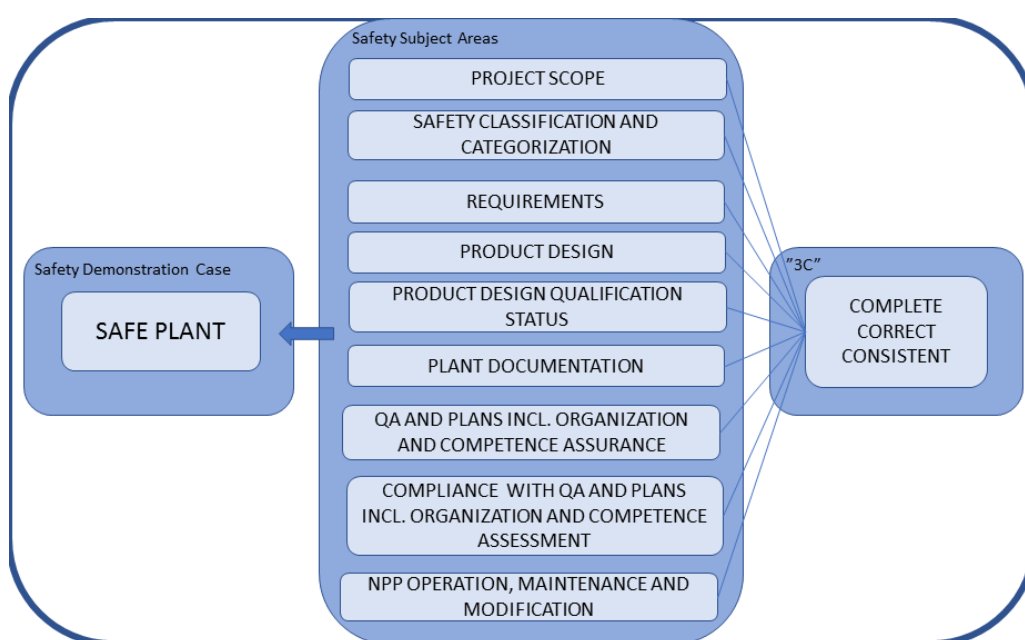 Safety Subject Areas
PROJECT SCOPE
SAFETY CLASSIFICATION AND
CATEGORIZATION
REQUIREMENTS
PRODUCT DESIGN
PRODUCT DESIGN QUALIFICATION
STATUS
PLANT DOCUMENTATION
QA AND PLANS INCL. ORGANIZATION
AND COMPETENCE ASSURANCE
COMPLIANCE WITH QA AND PLANS
INCL. ORGANIZATION AND COMPETENCE
ASSESSMENT
NPP OPERATION, MAINTENANCE AND
MODIFICATION
Safety Demonstration Case
SAFE PLANT
”3C”
COMPLETE
CORRECT
CONSISTENT